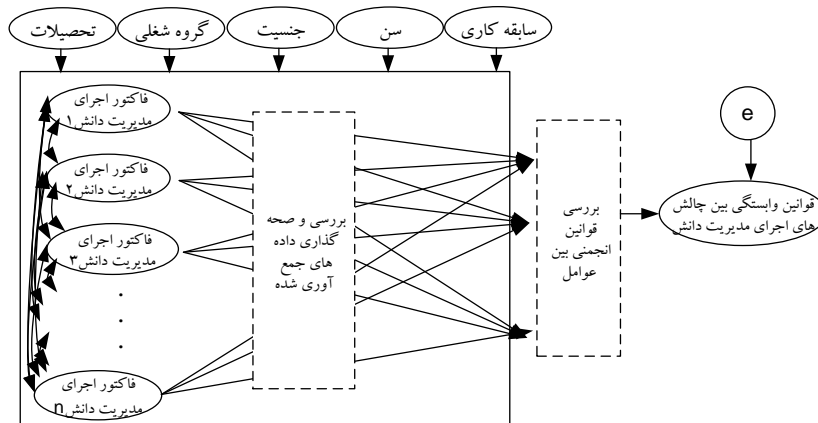 سابقه کاری
سن
جنسیت
گروه شغلی
تحصیلات
فاکتور اجرای
مدیریت دانش۱
فاکتور اجرای
مدیریت دانش۲
فاکتور اجرای
مدیریت دانش۳
.
.
.
فاکتور اجرای
مدیریت دانشn
بررسی و صحه
گذاری داده
های جمع
آوری شده
بررسی
قوانین
انجمنی بین
عوامل
e
قوانین وابستگی بین چالش
های اجرای مدیریت دانش